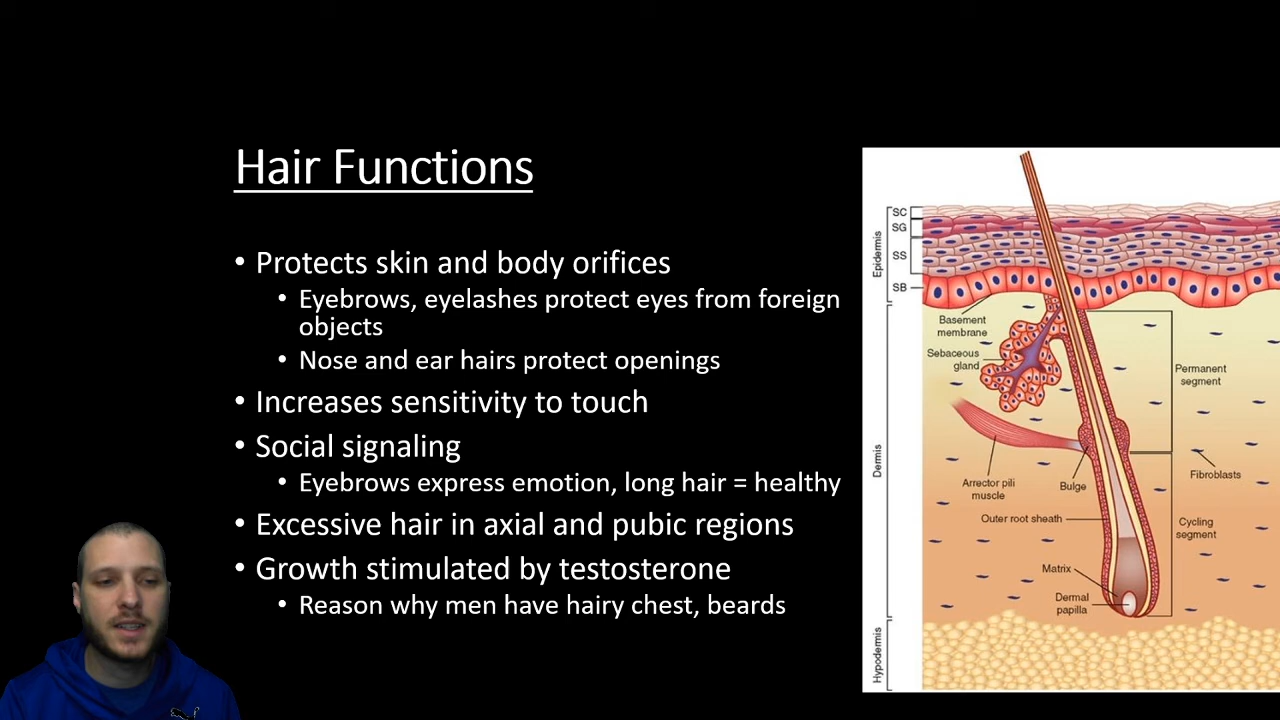 Hair Functions
• Protects skin and body orifices
• Eyebrows, eyelashes protect eyes from foreign
objects
• Nose and ear hairs protect openings
• Increases sensitivity to touch
• Social signaling
• Eyebrows express emotion, long hair = healthy
• Excessive hair in axial and pubic regions
• Growth stimulated by testosterone
• Reason why men have hairy chest, beards
Epidermis
SC
SG
SS
SB
Basement
membrane
Sebaceous
gland
Permanent
segment
Dermis
Arrector pili
muscle
Bulge
Fibroblasts
Outer root sheath
Cycling
segment
Matrix
Dermal
papilla
Hypodermis